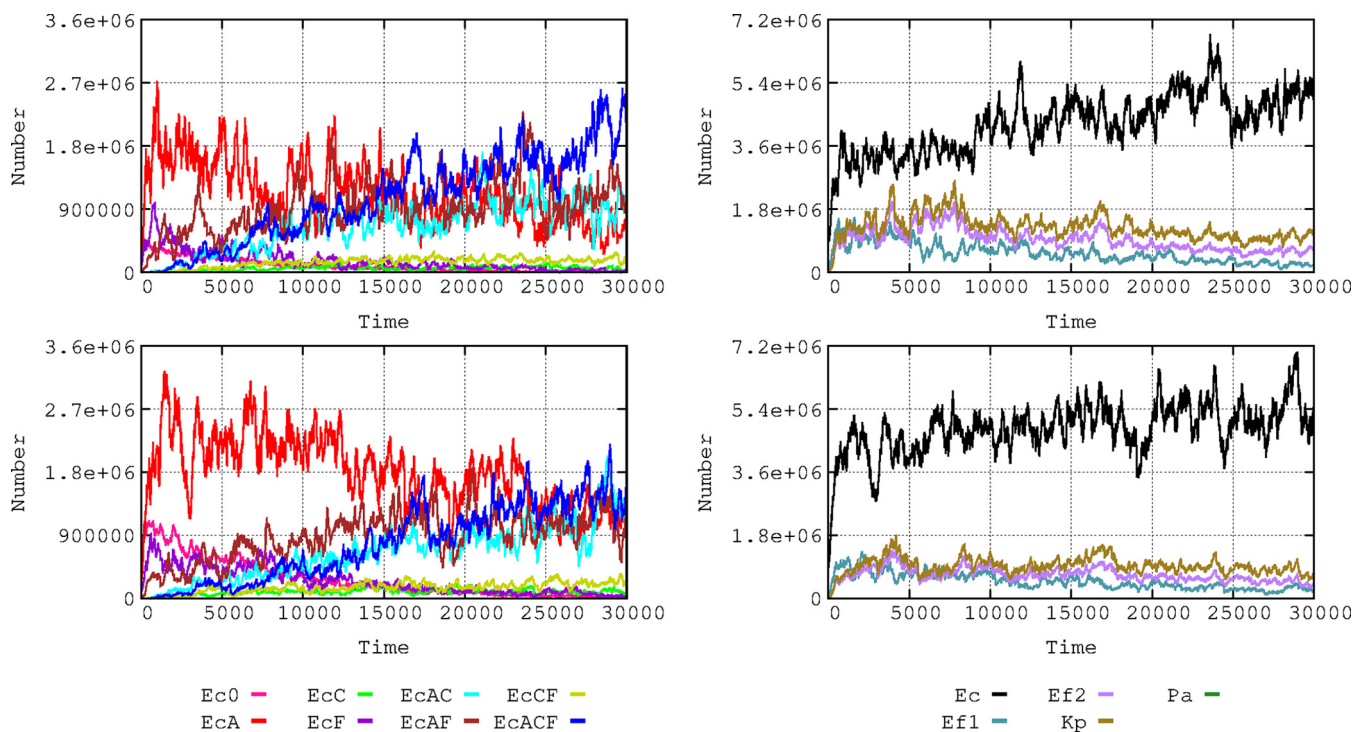 3.6e+06
2.7e+06
1.8e+06
900000
0
Number
0 5000 10000 15000 20000 25000 30000
Time
7.2e+06
5.4e+06
3.6e+06
1.8e+06
0
Number
0 5000 10000 15000 20000 25000 30000
Time
3.6e+06
2.7e+06
1.8e+06
900000
0
Number
0 5000 10000 15000 20000 25000 30000
Time
7.2e+06
5.4e+06
3.6e+06
1.8e+06
0
Number
0 5000 10000 15000 20000 25000 30000
Time
Ec0 EcC EcAC EcCF
EcA EcF EcAF EcACF
Ec Ef2 Pa
Ef1 Kp